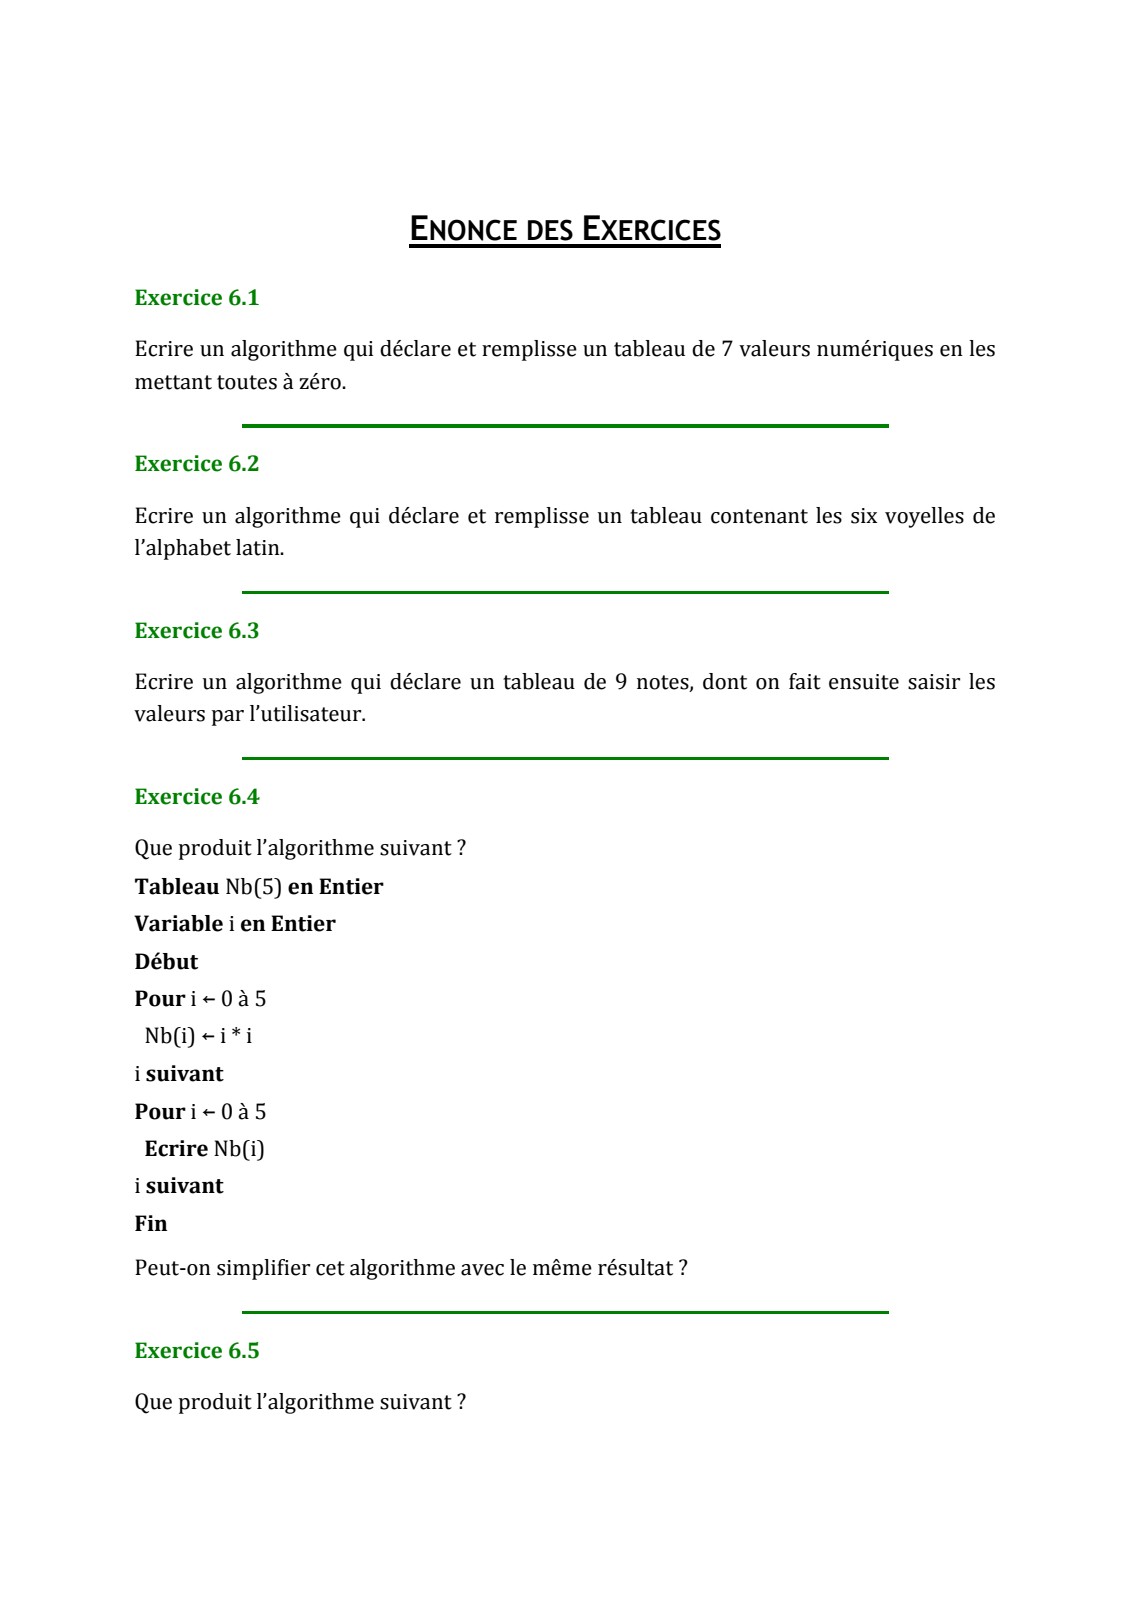 ENONCE DES EXERCICES
Exercice 6.1
Ecrire un algorithme qui déclare et remplisse un tableau de 7 valeurs numériques en les
mettant toutes à zéro.
Exercice 6.2
Ecrire un algorithme qui déclare et remplisse un tableau contenant les six voyelles de
l’alphabet latin.
Exercice 6.3
Ecrire un algorithme qui déclare un tableau de 9 notes, dont on fait ensuite saisir les
valeurs par l’utilisateur.
Exercice 6.4
Que produit l’algorithme suivant ?
Tableau Nb(5) en Entier
Variable i en Entier
Début
Pour i ← 0 à 5
Nb(i) ← i * i
i suivant
Pour i ← 0 à 5
Ecrire Nb(i)
i suivant
Fin
Peut-on simplifier cet algorithme avec le même résultat ?
Exercice 6.5
Que produit l’algorithme suivant ?